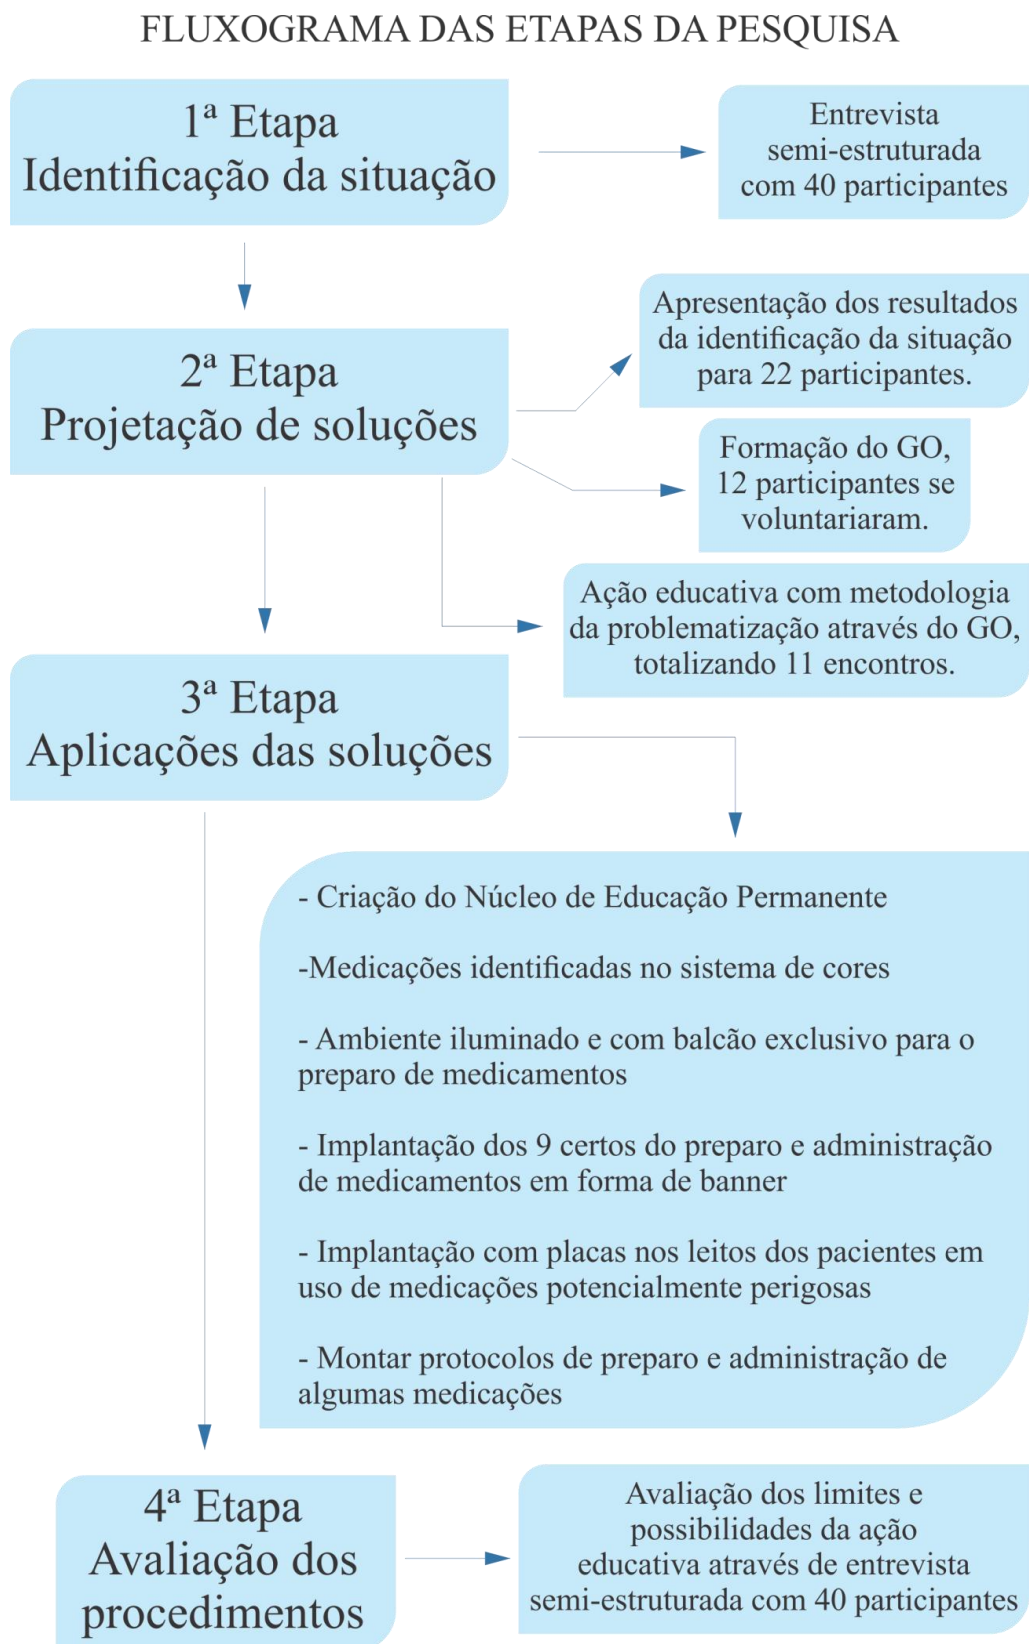 FLUXOGRAMA DAS ETAPAS DA PESQUISA
1ª Etapa
Identificação da situação
Entrevista
semi-estruturada
com 40 participantes
2ª Etapa
Projetação de soluções
Apresentação dos resultados
da identificação da situação
para 22 participantes.
Formação do GO,
12 participantes se
voluntariaram.
Ação educativa com metodologia
da problematização através do GO,
totalizando 11 encontros.
3ª Etapa
Aplicações das soluções
- Criação do Núcleo de Educação Permanente
-Medicações identificadas no sistema de cores
- Ambiente iluminado e com balcão exclusivo para o
preparo de medicamentos
- Implantação dos 9 certos do preparo e administração
de medicamentos em forma de banner
- Implantação com placas nos leitos dos pacientes em
uso de medicações potencialmente perigosas
- Montar protocolos de preparo e administração de
algumas medicações
4ª Etapa
Avaliação dos
procedimentos
Avaliação dos limites e
possibilidades da ação
educativa através de entrevista
semi-estruturada com 40 participantes